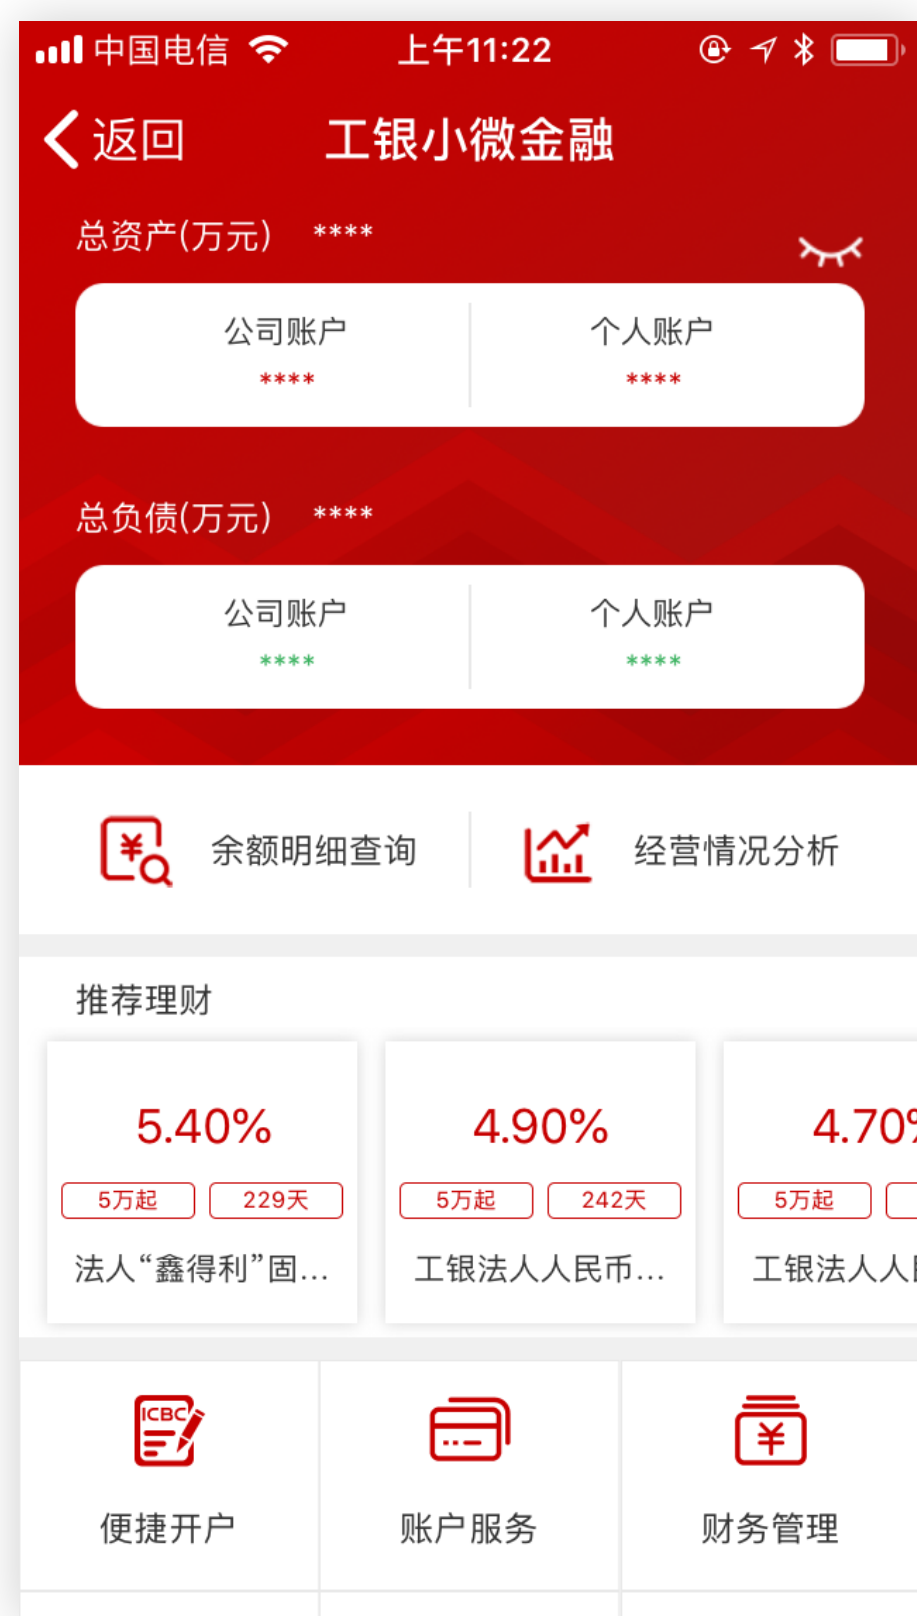 中国电信 上午11:22
返回 工银小微金融
总资产(万元) ****
公司账户 个人账户
**** ****
总负债(万元) ****
公司账户 个人账户
**** ****
余额明细查询 经营情况分析
推荐理财
5.40% 4.90% 4.70%
5万起 229天 5万起 242天 5万起
法人“鑫得利”固... 工银法人人民币... 工银法人人
ICBC
便捷开户 账户服务 财务管理